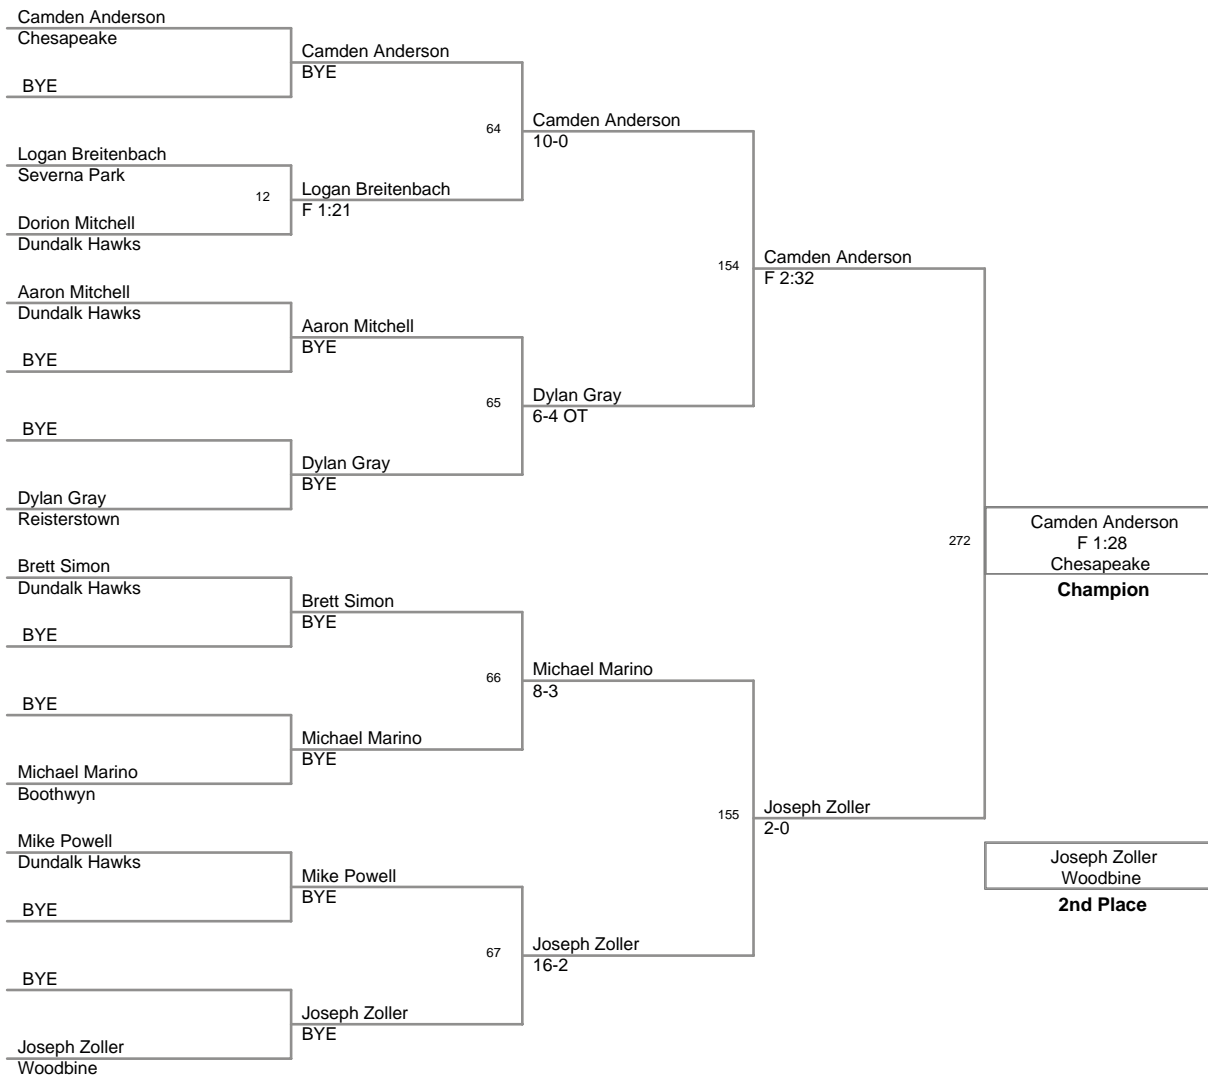 Camden Anderson
Chesapeake
BYE
Logan Breitenbach
Severna Park
12
Dorion Mitchell
Dundalk Hawks
Aaron Mitchell
Dundalk Hawks
BYE
BYE
Dylan Gray
Reisterstown
Brett Simon
Dundalk Hawks
BYE
BYE
Michael Marino
Boothwyn
Mike Powell
Dundalk Hawks
BYE
BYE
Joseph Zoller
Woodbine
Camden Anderson
BYE
64
Logan Breitenbach
F 1:21
Aaron Mitchell
BYE
65
Dylan Gray
BYE
Brett Simon
BYE
66
Michael Marino
BYE
Mike Powell
BYE
67
Joseph Zoller
BYE
Camden Anderson
10-0
154
Dylan Gray
6-4 OT
Michael Marino
8-3
155
Joseph Zoller
16-2
Camden Anderson
F 2:32
272
Joseph Zoller
2-0
Camden Anderson
F 1:28
Chesapeake
Champion
Joseph Zoller
Woodbine
2nd Place